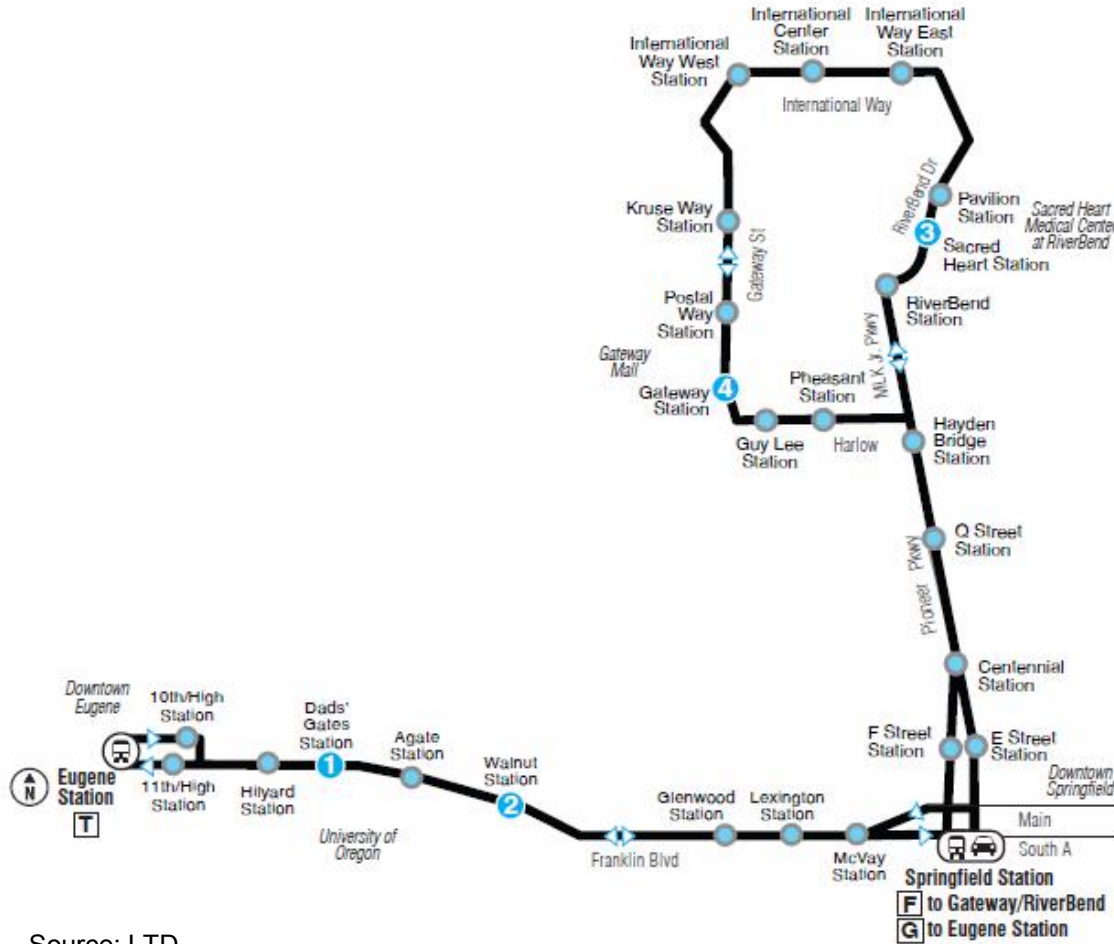 International
Way West
Station
International
Center
Station
International
Way East
Station
International Way
Kruse Way
Station
Gateway St
RiverBend Dr
Pavilion
Station
Sacred Heart
Medical Cente
at RiverBend
3
Sacred
Heart Station
RiverBend
Station
Postal
Way
Station
Gateway
Mall
4
Gateway
Station
Pheasant
Station
MLK Jr. Pkwy
Guy Lee
Station
Harlow
Hayden
Bridge
Station
Q Street
Station
Pioneer Pkwy
Centennial
Station
F Street
Station
E Street
Station
Downtown
Springfield
Main
South A
Downtown
Eugene
10th/High
Station
Dads'
Gates
Station
Agate
Station
Walnut
Station
1
2
N
Eugene
Station
T
11th/High
Station
Hilyard
Station
University of
Oregon
Glenwood
Station
Lexington
Station
Franklin Blvd
McVay
Station
Springfield Station
F to Gateway/RiverBend
G to Eugene Station
Source: LTD